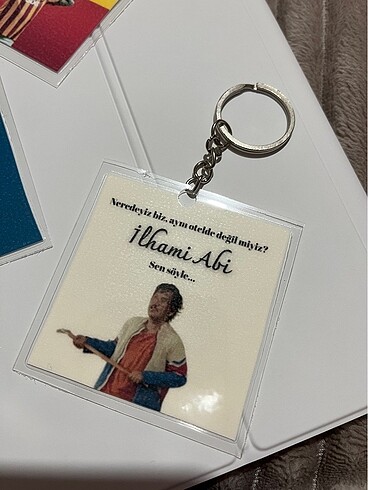 Neredeyiz biz, aynı otelde değil miyiz?
İlhami Abi
Sen söyle...